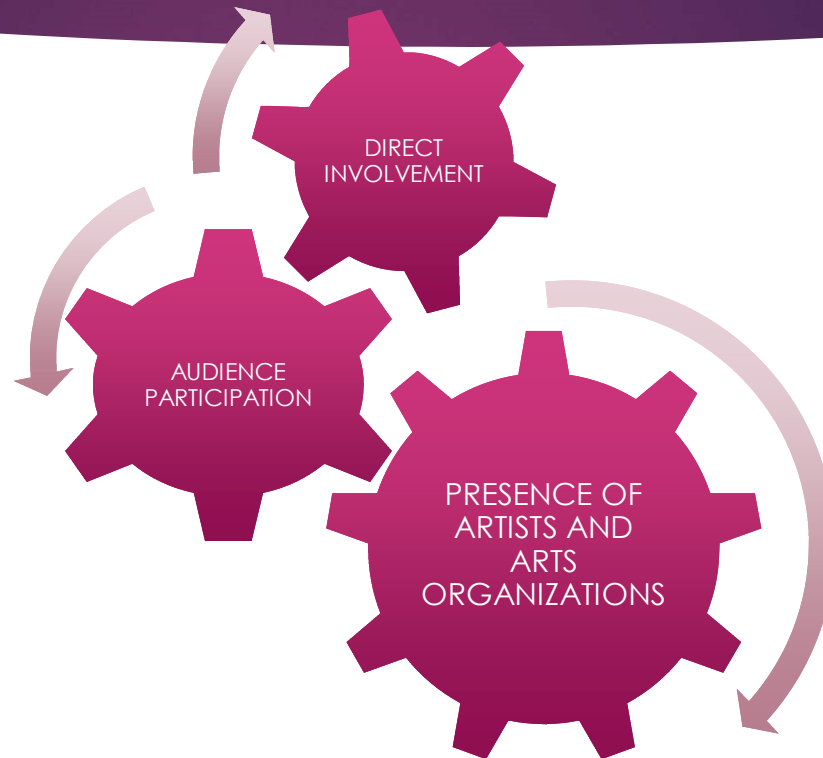 DIRECT
INVOLVEMENT
AUDIENCE
PARTICIPATION
PRESENCE OF
ARTISTS AND
ARTS
ORGANIZATIONS